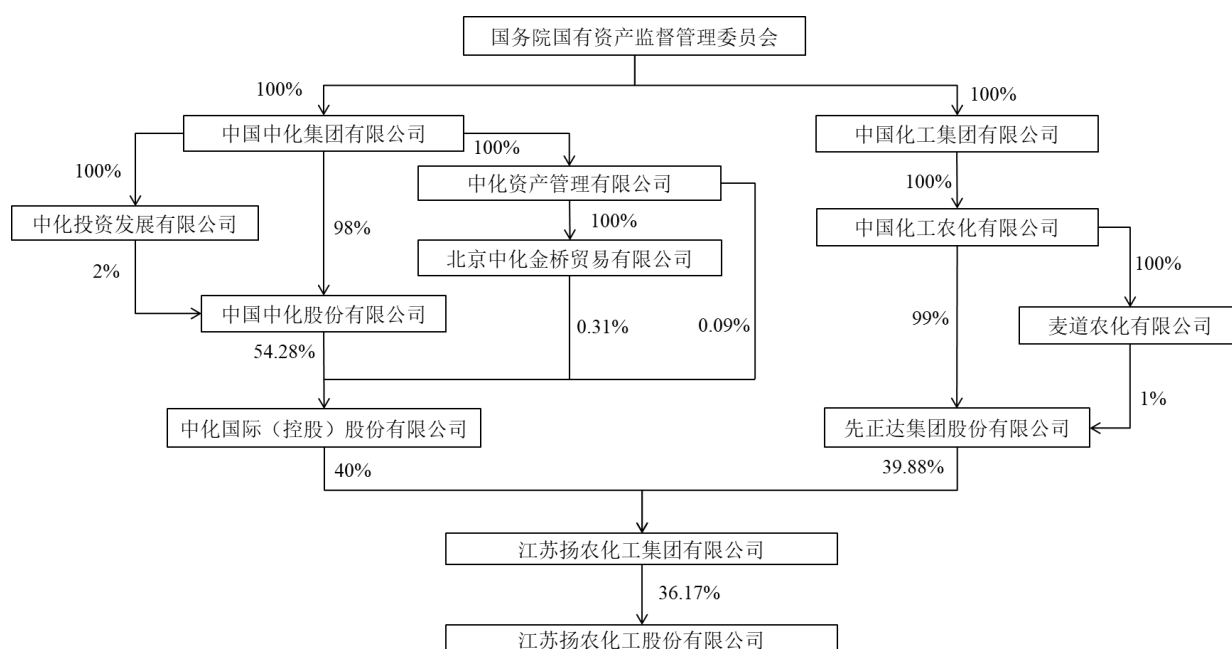 国务院国有资产监督管理委员会
100%
100%
中国中化集团有限公司
中国化工集团有限公司
100%
100%
中化资产管理有限公司
100%
中化投资发展有限公司
98%
100%
中国化工农化有限公司
2%
北京中化金桥贸易有限公司
100%
中国中化股份有限公司
0.31%
0.09%
99%
麦道农化有限公司
54.28%
1%
中化国际（控股）股份有限公司
先正达集团股份有限公司
40%
39.88%
江苏扬农化工集团有限公司
36.17%
江苏扬农化工股份有限公司